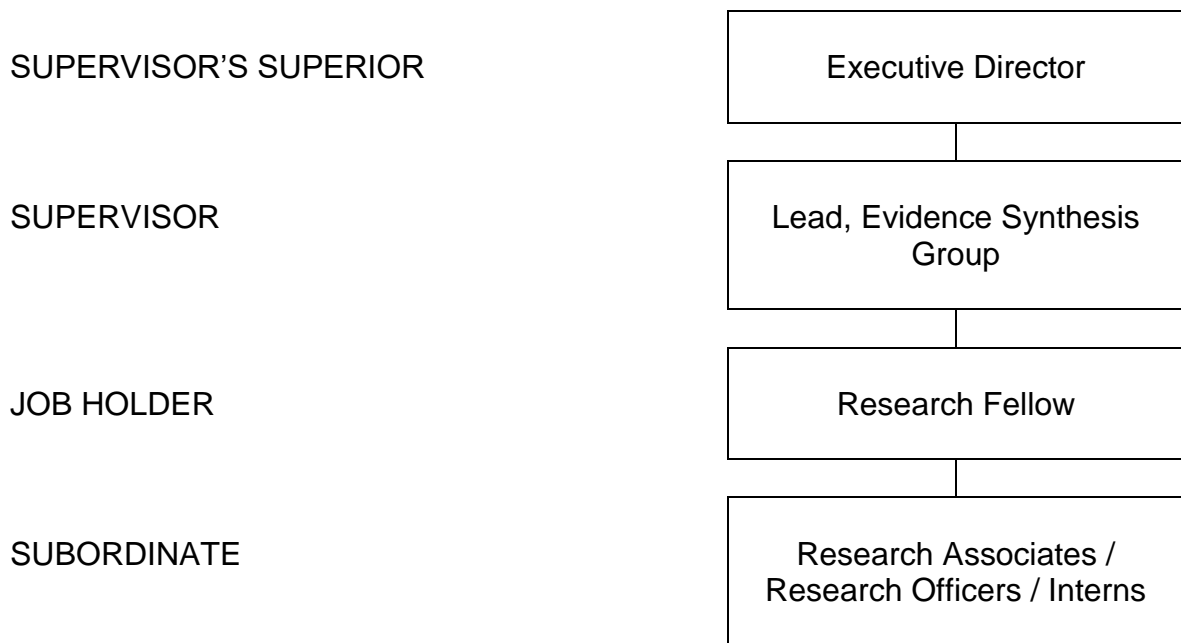 SUPERVISOR’S SUPERIOR
Executive Director
SUPERVISOR
Lead, Evidence Synthesis
Group
JOB HOLDER
Research Fellow
SUBORDINATE
Research Associates /
Research Officers / Interns